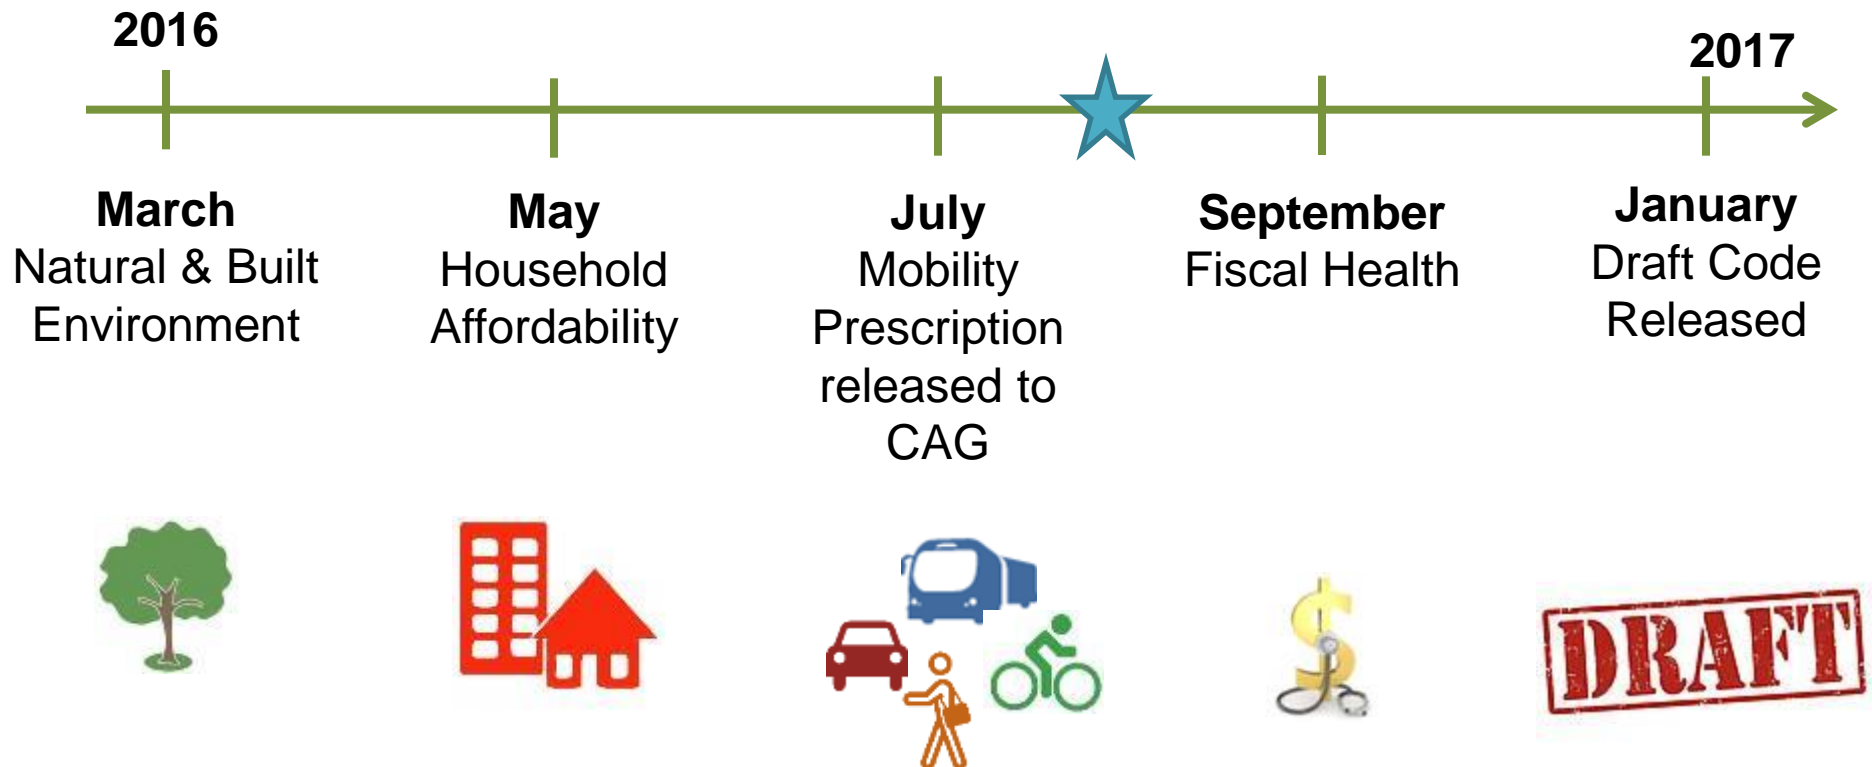 2016
2017
March
Natural & Built
Environment
May
Household
Affordability
July
Mobility
Prescription
released to
CAG
September
Fiscal Health
January
Draft Code
Released
$
DRAFT